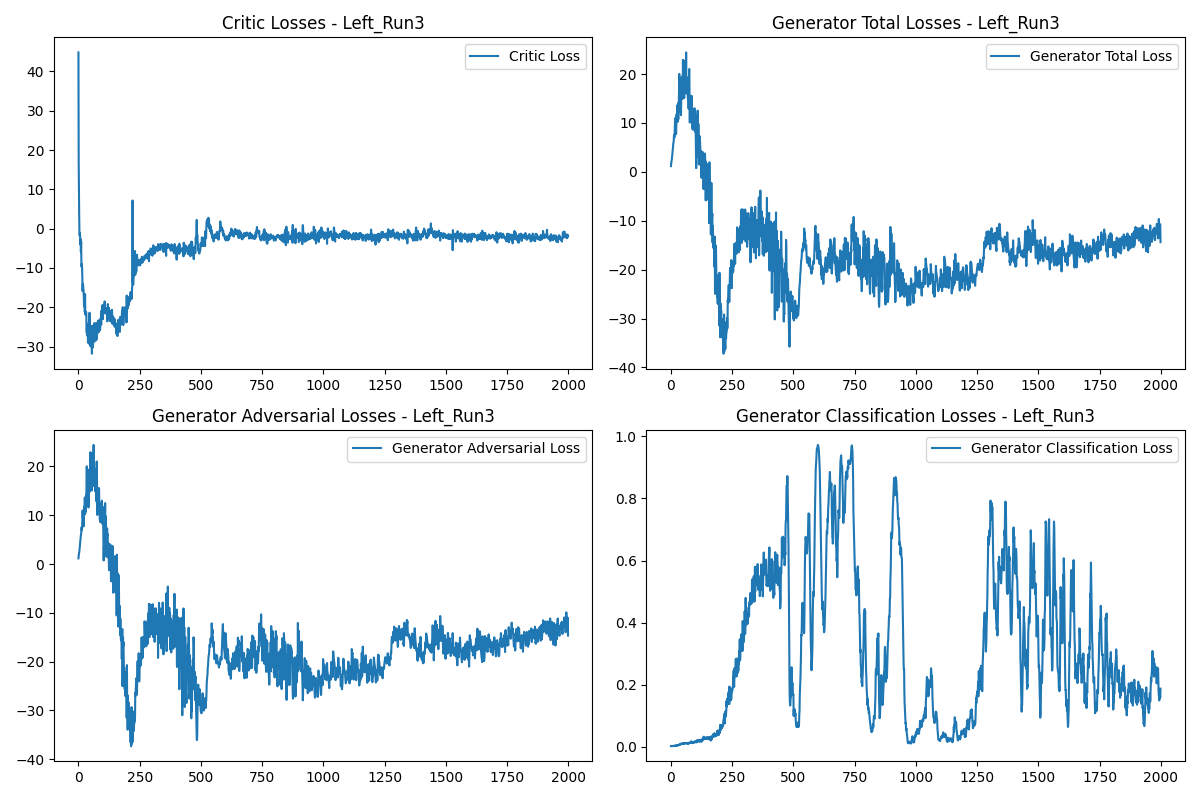 Critic Losses - Left_Run3
Critic Loss
40
30
20
10
0
−10
−20
−30
0 250 500 750 1000 1250 1500 1750 2000
Generator Total Losses - Left_Run3
Generator Total Loss
20
10
0
−10
−20
−30
−40
0 250 500 750 1000 1250 1500 1750 2000
Generator Adversarial Losses - Left_Run3
Generator Adversarial Loss
20
10
0
−10
−20
−30
−40
0 250 500 750 1000 1250 1500 1750 2000
Generator Classification Losses - Left_Run3
Generator Classification Loss
1.0
0.8
0.6
0.4
0.2
0.0
0 250 500 750 1000 1250 1500 1750 2000